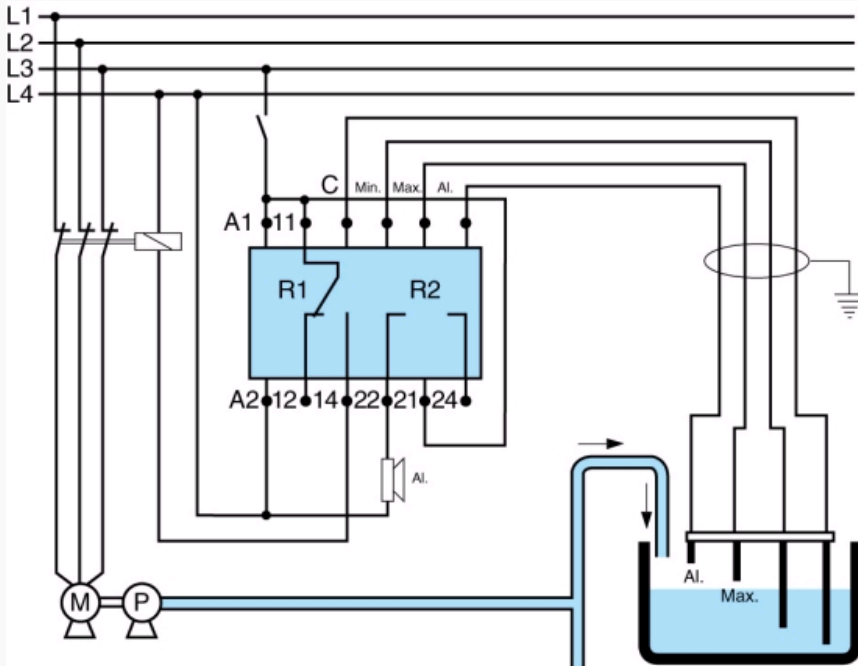 L1
L2
L3
L4
C Min. Max. Al.
A1 11
R1 R2
A2 12 14 22 21 24
Al.
M P
Al.
Max.